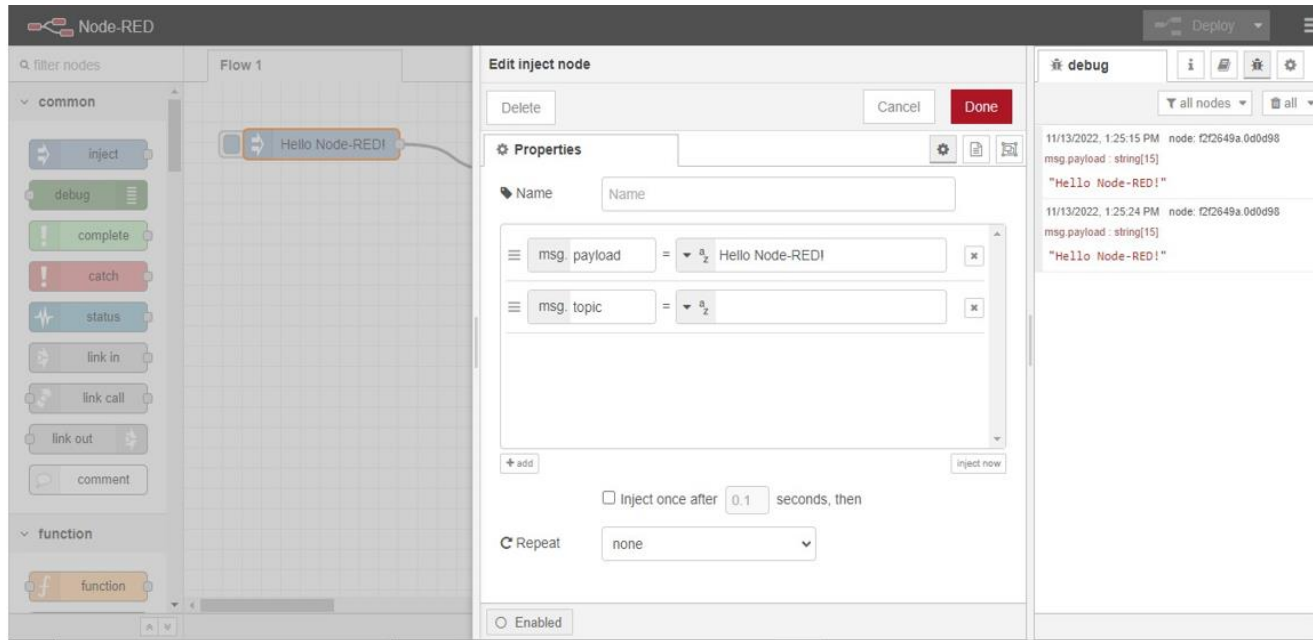 Node-RED
Deploy
filter nodes
common
inject
debug
complete
catch
status
link in
link call
link out
comment
function
function
Flow 1
Hello Node-RED!
Edit inject node
Delete
Cancel
Done
Properties
Name
Name
msg. payload = a z Hello Node-RED!
msg. topic = a z
add
inject now
Inject once after 0.1 seconds, then
Repeat
none
Enabled
debug
i
all nodes
all
11/13/2022, 1:25:15 PM node: f2f2649a.0d0d98
msg.payload : string[15]
"Hello Node-RED!"
11/13/2022, 1:25:24 PM node: f2f2649a.0d0d98
msg.payload : string[15]
"Hello Node-RED!"